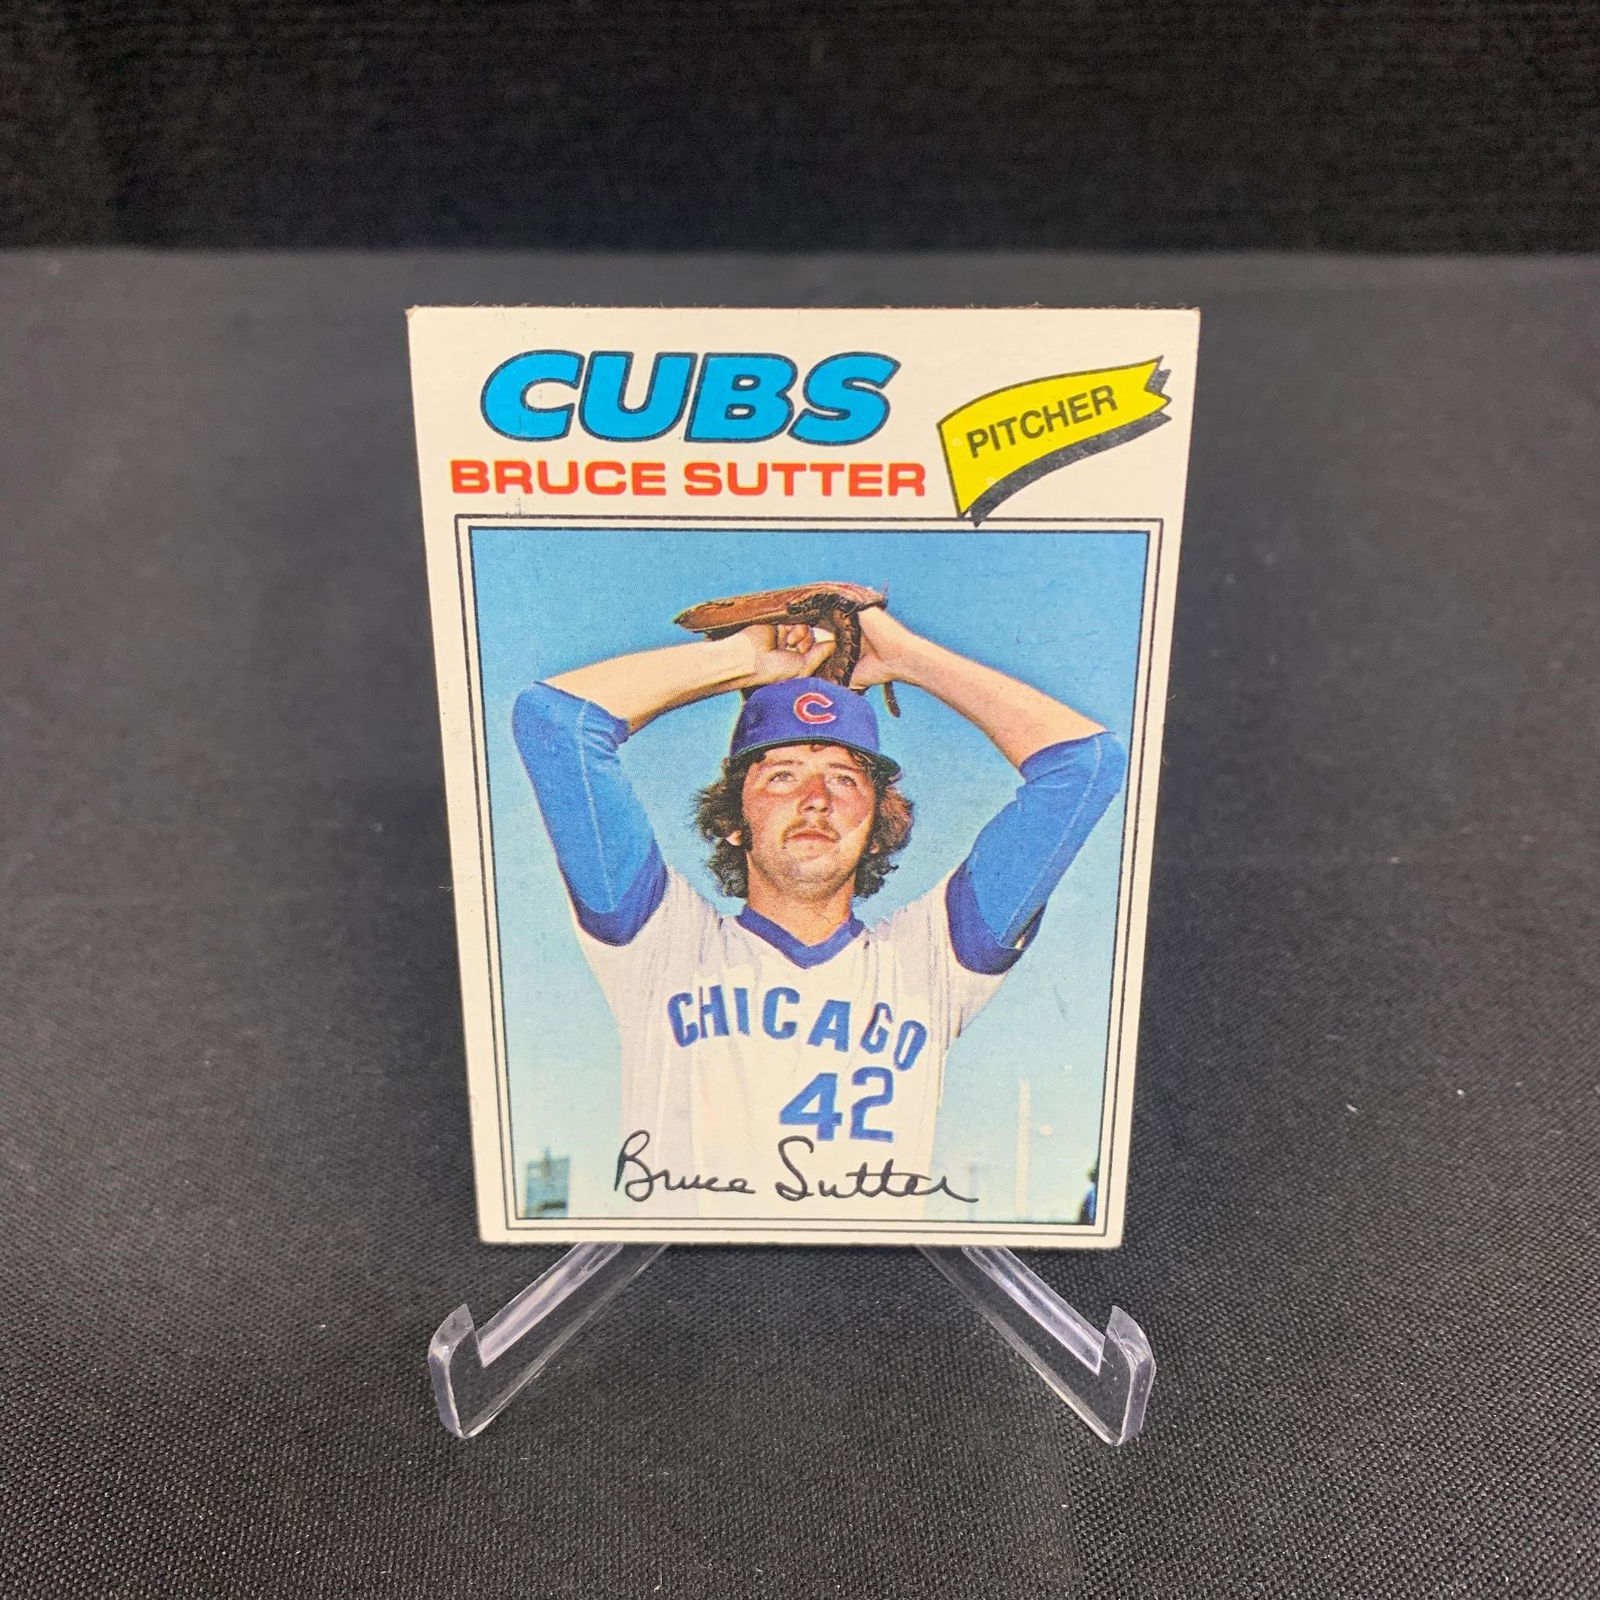 CUBS
BRUCE SUTTER
PITCHER
C
CHICAGO
42
Bruce Sutter